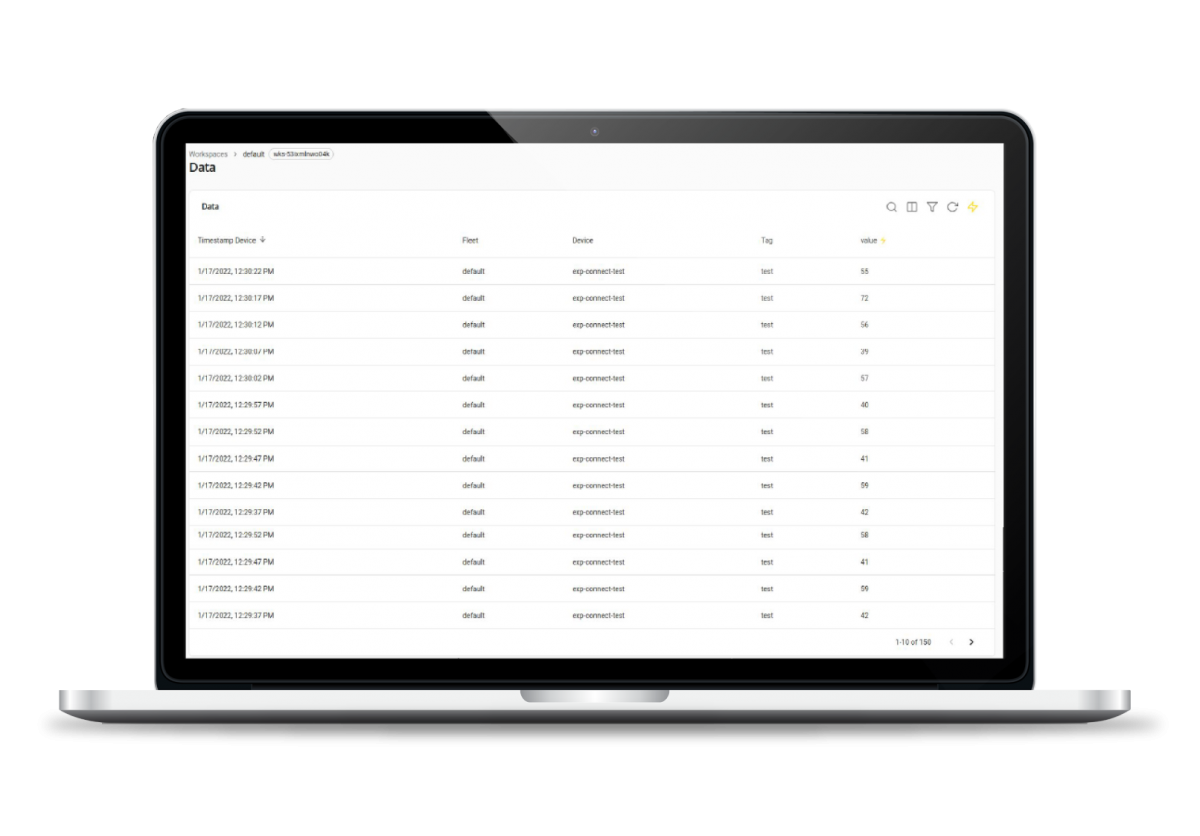 Workspaces > default
Data
Data
Timestamp Device Fleet Device Tag value
1/17/2022, 12:30:22 PM default exp-connect-test test 55
1/17/2022, 12:30:17 PM default exp-connect-test test 72
1/17/2022, 12:30:12 PM default exp-connect-test test 56
1/17/2022, 12:30:07 PM default exp-connect-test test 39
1/17/2022, 12:30:02 PM default exp-connect-test test 57
1/17/2022, 12:29:57 PM default exp-connect-test test 40
1/17/2022, 12:29:52 PM default exp-connect-test test 58
1/17/2022, 12:29:47 PM default exp-connect-test test 41
1/17/2022, 12:29:42 PM default exp-connect-test test 59
1/17/2022, 12:29:37 PM default exp-connect-test test 42
1/17/2022, 12:29:52 PM default exp-connect-test test 58
1/17/2022, 12:29:47 PM default exp-connect-test test 41
1/17/2022, 12:29:42 PM default exp-connect-test test 59
1/17/2022, 12:29:37 PM default exp-connect-test test 42
1-10 of 150 < >